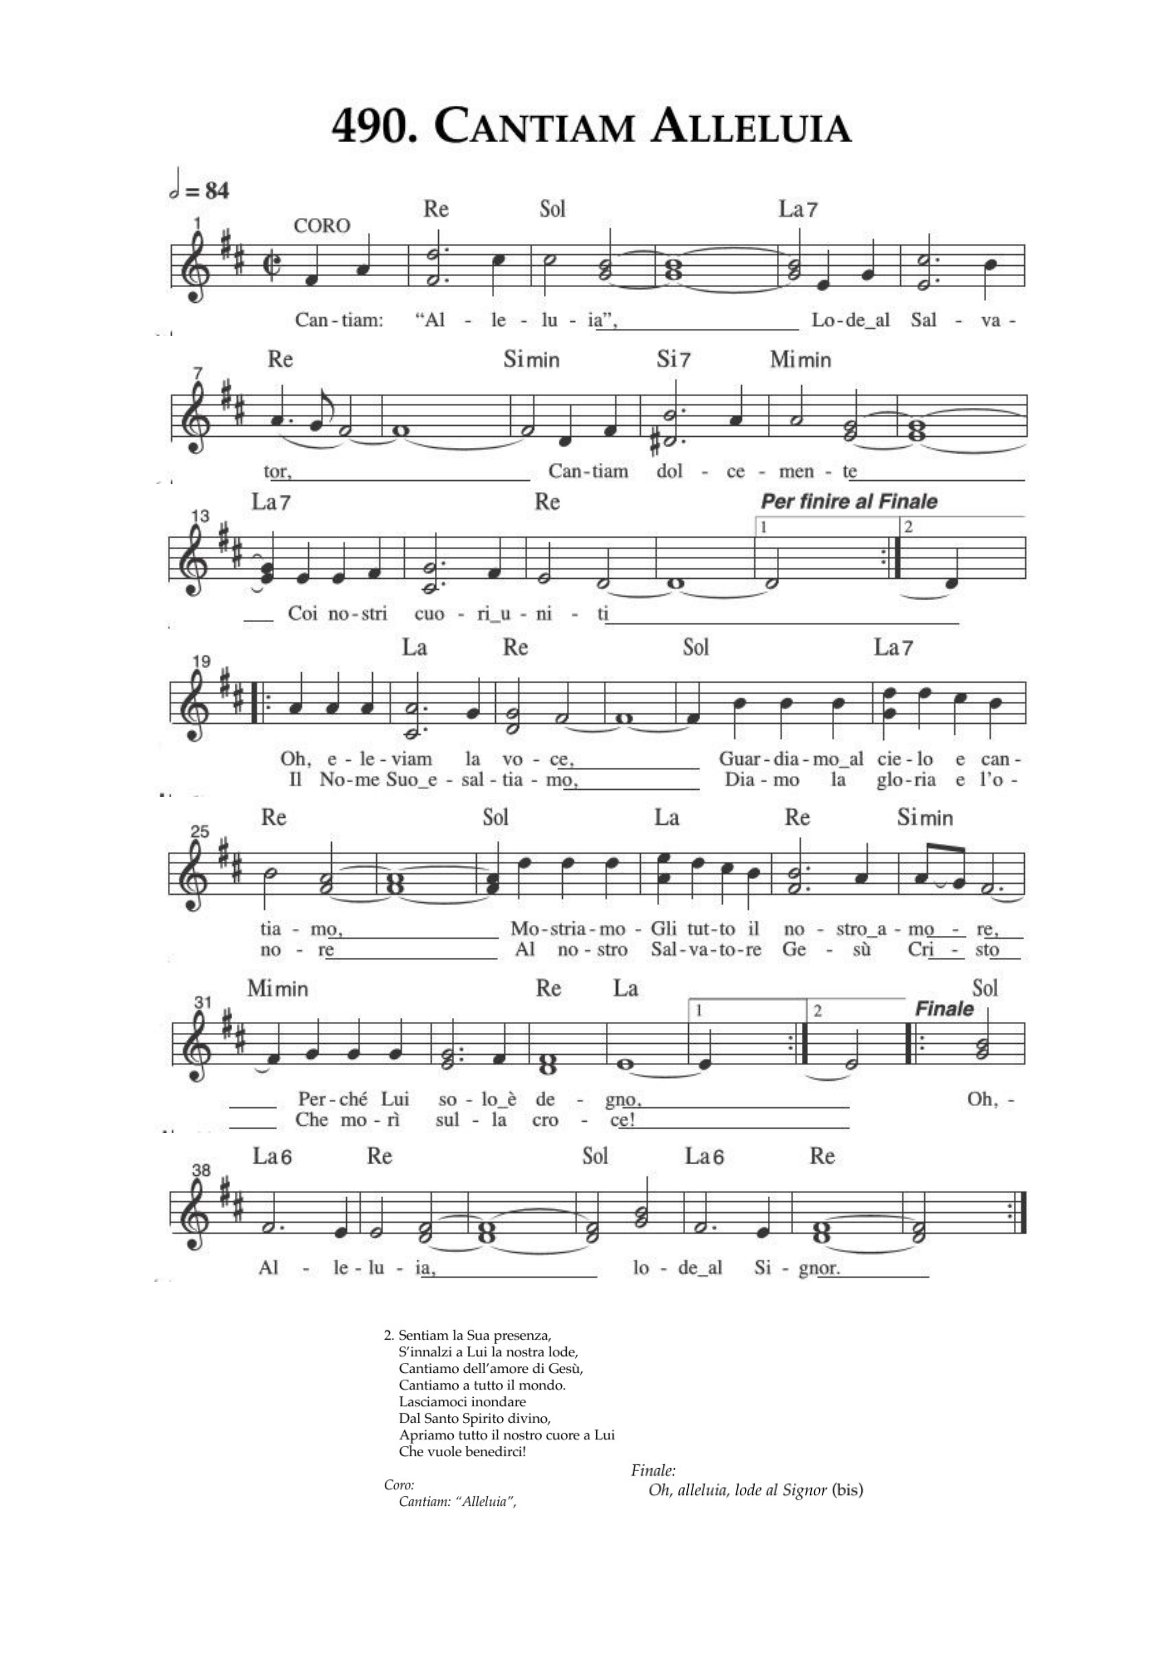 490. Cantiam Alleluia
= 84
Re Sol La7
1 CORO
Can - tiam: “Al - le - lu - ia”, Lo - de_al Sal - va -
Re Simin Si7 Mimin
7
tor, Can - tiam dol - ce - men - te
La7 Re Per finire al Finale
13 1 2
Coi no - stri cuo - ri_u - ni - ti
La Re Sol La7
19
Oh, e - le - viam la vo - ce, Guar - dia - mo_al cie - lo e can -
Il No - me Suo_e - sal - tia - mo, Dia - mo la glo - ria e l’o -
Re Sol La Re Simin
25
tia - mo, Mo - stria - mo - Gli tut - to il no - stro_a - mo - re,
no - re Al no - stro Sal - va - to - re Ge - sù Cri - sto
Mimin Re La Sol
31 1 2 Finale
Per - ché Lui so - lo_è de - gno, Oh, -
Che mo - rì sul - la cro - ce!
La6 Re Sol La6 Re
38
Al - le - lu - ia, lo - de_al Si - gnor.
2. Sentiam la Sua presenza,
S’innalzi a Lui la nostra lode,
Cantiamo dell’amore di Gesù,
Cantiamo a tutto il mondo.
Lasciamoci inondare
Dal Santo Spirito divino,
Apriamo tutto il nostro cuore a Lui
Che vuole benedirci!
Coro:
Cantiam: “Alleluia”,
Finale:
Oh, alleluia, lode al Signor (bis)